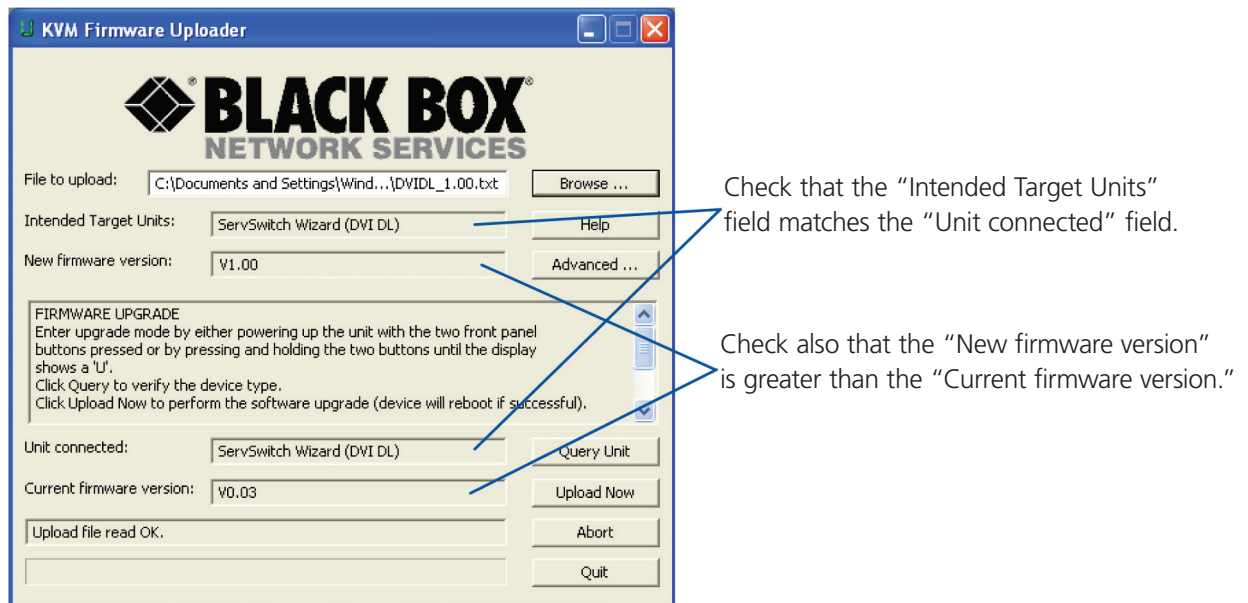 KVM Firmware Uploader
BLACK BOX®
NETWORK SERVICES
File to upload: C:\Documents and Settings\Wind...\DVIDL_1.00.txt Browse ...
Intended Target Units: ServSwitch Wizard (DVI DL) Help
New firmware version: V1.00 Advanced ...
FIRMWARE UPGRADE
Enter upgrade mode by either powering up the unit with the two front panel
buttons pressed or by pressing and holding the two buttons until the display
shows a 'U'.
Click Query to verify the device type.
Click Upload Now to perform the software upgrade (device will reboot if successful).
Unit connected: ServSwitch Wizard (DVI DL) Query Unit
Current firmware version: V0.03 Upload Now
Upload file read OK. Abort
Quit
Check that the “Intended Target Units”
field matches the “Unit connected” field.
Check also that the “New firmware version”
is greater than the “Current firmware version.”